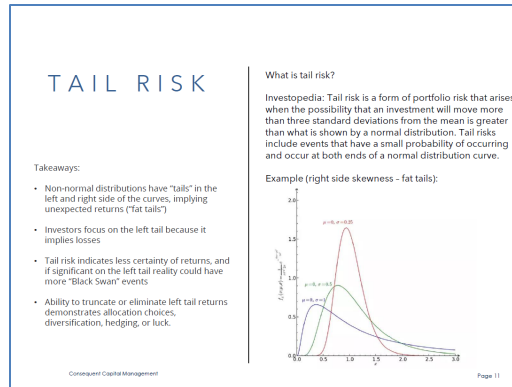 TAIL RISK
Takeaways:
• Non-normal distributions have "tails" in the
left and right side of the curves, implying
unexpected returns ("fat tails")
• Investors focus on the left tail because it
implies losses
• Tail risk indicates less certainty of returns, and
if significant on the left tail reality could have
more "Black Swan" events
• Ability to truncate or eliminate left tail returns
demonstrates allocation choices,
diversification, hedging, or luck.
What is tail risk?
Investopedia: Tail risk is a form of portfolio risk that arises
when the possibility that an investment will move more
than three standard deviations from the mean is greater
than what is shown by a normal distribution. Tail risks
include events that have a small probability of occurring
and occur at both ends of a normal distribution curve.
Example (right side skewness – fat tails):
2.0
μ=0, σ=0.25
1.5
1.0
μ=0, σ=0.5
μ=0, σ=1
0.5
0.0
0.0 0.5 1.0 1.5 2.0 2.5 3.0
x
Consequent Capital Management
Page 11